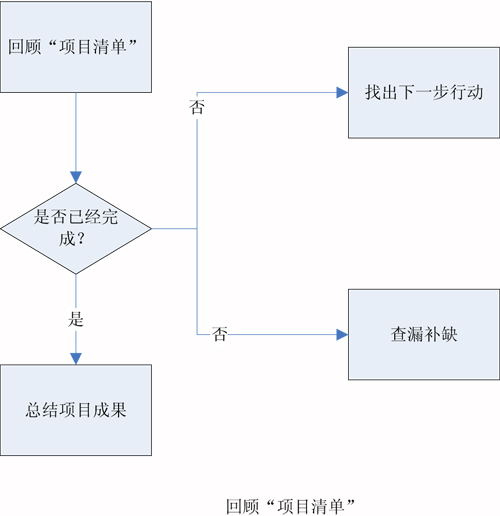 回顾“项目清单”
找出下一步行动
否
是否已经完
成？
是
否
查漏补缺
总结项目成果
回顾“项目清单”